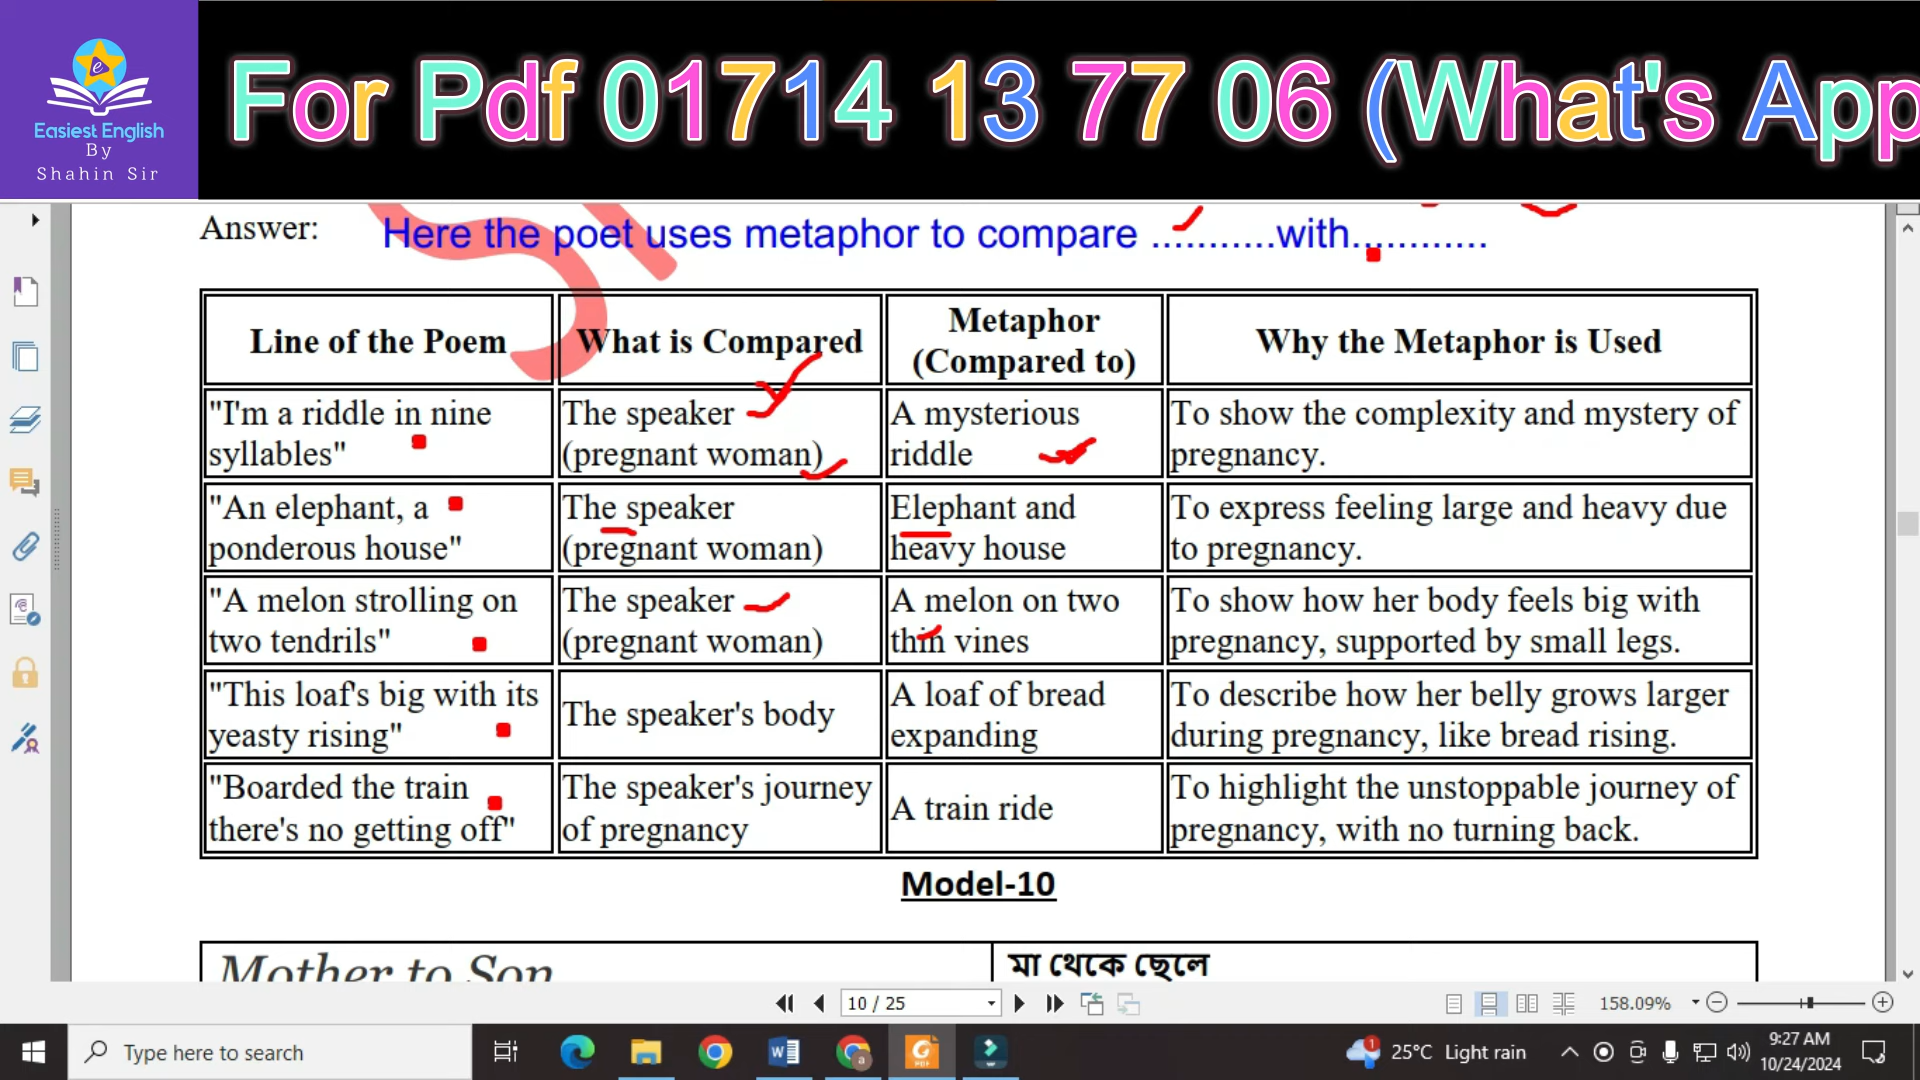 For Pdf 01714 13 77 06 (What's App
e
Easiest English
By
Shahin Sir
Answer: Here the poet uses metaphor to compare ...........with............
Line of the Poem
What is Compared
Metaphor
(Compared to)
Why the Metaphor is Used
"I'm a riddle in nine
syllables"
The speaker
(pregnant woman)
A mysterious
riddle
To show the complexity and mystery of
pregnancy.
"An elephant, a
ponderous house"
The speaker
(pregnant woman)
Elephant and
heavy house
To express feeling large and heavy due
to pregnancy.
"A melon strolling on
two tendrils"
The speaker
(pregnant woman)
A melon on two
thin vines
To show how her body feels big with
pregnancy, supported by small legs.
"This loaf's big with its
yeasty rising"
The speaker's body
A loaf of bread
expanding
To describe how her belly grows larger
during pregnancy, like bread rising.
"Boarded the train
there's no getting off"
The speaker's journey
of pregnancy
A train ride
To highlight the unstoppable journey of
pregnancy, with no turning back.
Model-10
Mother to Son
মা থেকে ছেলে
10 / 25
158.09%
Type here to search
1
25°C Light rain
9:27 AM
10/24/2024